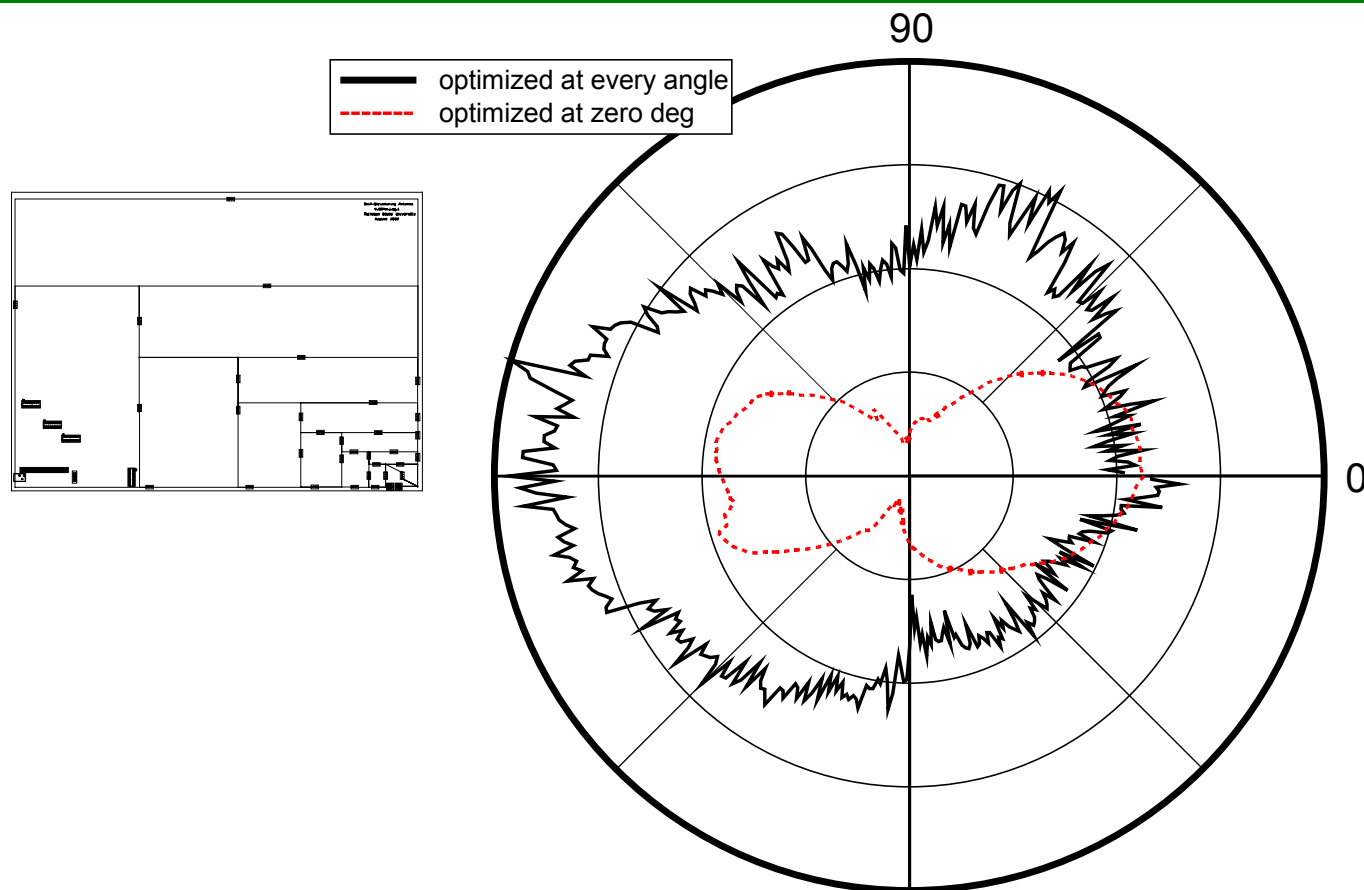 90
optimized at every angle
optimized at zero deg
0